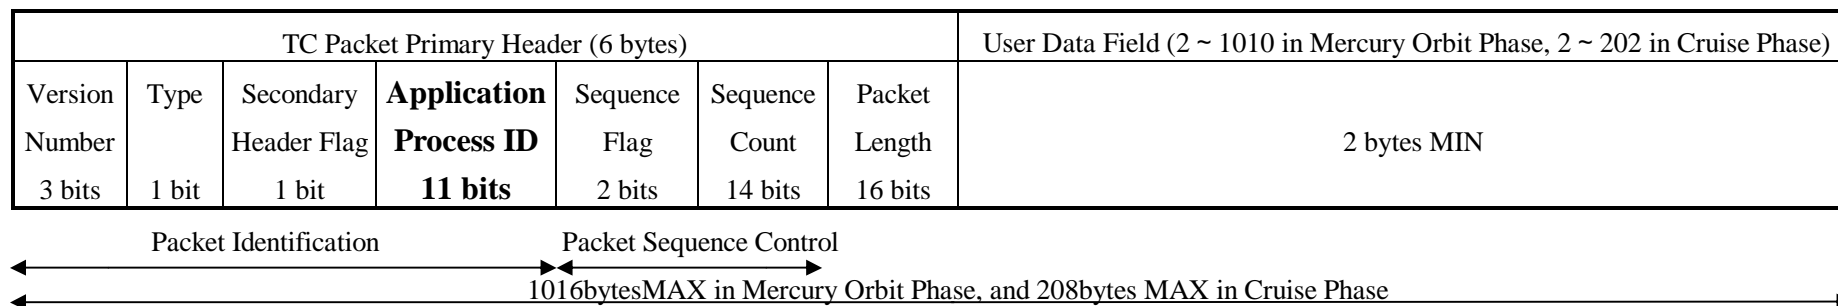 TC Packet Primary Header (6 bytes)
User Data Field (2 ~ 1010 in Mercury Orbit Phase, 2 ~ 202 in Cruise Phase)
Version Number 3 bits
Type 1 bit
Secondary Header Flag 1 bit
Application Process ID 11 bits
Sequence Flag 2 bits
Sequence Count 14 bits
Packet Length 16 bits
2 bytes MIN
Packet Identification
Packet Sequence Control
1016bytesMAX in Mercury Orbit Phase, and 208bytes MAX in Cruise Phase